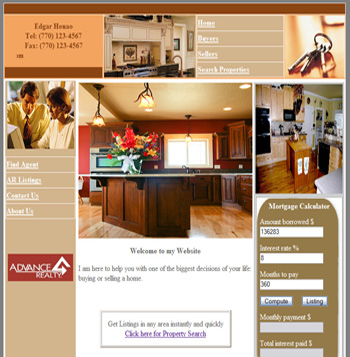 Edgar Henao
Tel: (770) 123-4567
Fax: (770) 123-4567
Home
Buyers
Sellers
Search Properties
Find Agent
AR Listings
Contact Us
About Us
ADVANCE
REALTY
Welcome to my Website
I am here to help you with one of the biggest decisions of your life:
buying or selling a home.
Get Listings in any area instantly and quickly
Click here for Property Search
Mortgage Calculator
Amount borrowed $
136283
Interest rate %
8
Months to pay
360
Compute
Listing
Monthly payment $
Total interest paid $